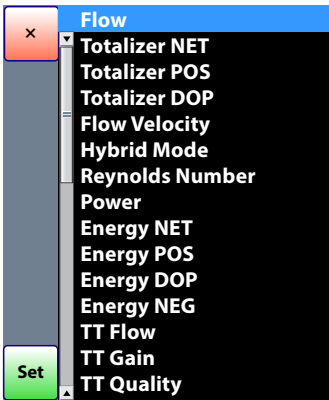 ×
Flow
Totalizer NET
Totalizer POS
Totalizer DOP
Flow Velocity
Hybrid Mode
Reynolds Number
Power
Energy NET
Energy POS
Energy DOP
Energy NEG
TT Flow
TT Gain
TT Quality
Set